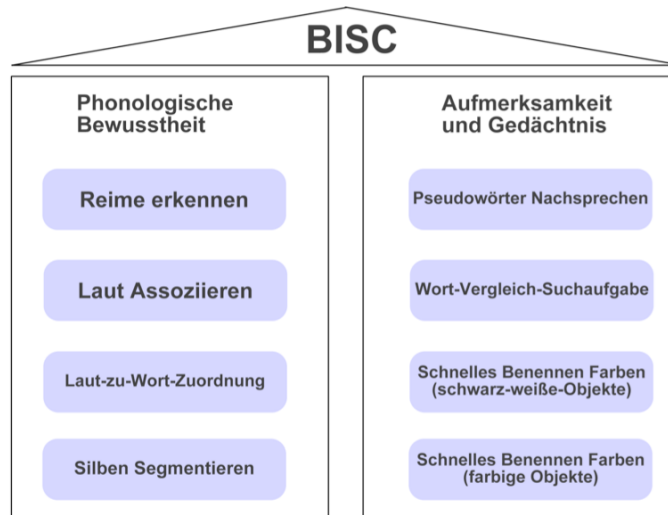 BISC
Phonologische
Bewusstheit
Reime erkennen
Laut Assoziieren
Laut-zu-Wort-Zuordnung
Silben Segmentieren
Aufmerksamkeit
und Gedächtnis
Pseudowörter Nachsprechen
Wort-Vergleich-Suchaufgabe
Schnelles Benennen Farben
(schwarz-weiße-Objekte)
Schnelles Benennen Farben
(farbige Objekte)